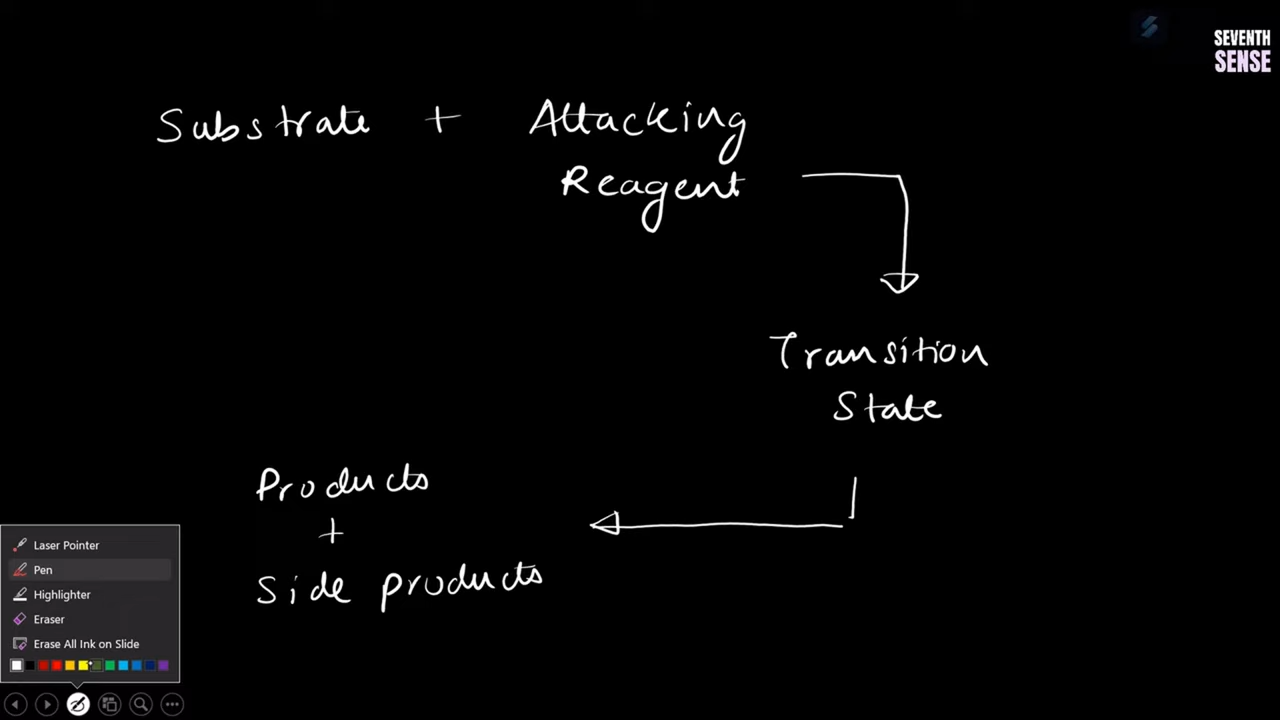 SEVENTH
SENSE
Substrate + Attacking
Reagent
Transition
State
Products
+
Side products
Laser Pointer
Pen
Highlighter
Eraser
Erase All Ink on Slide